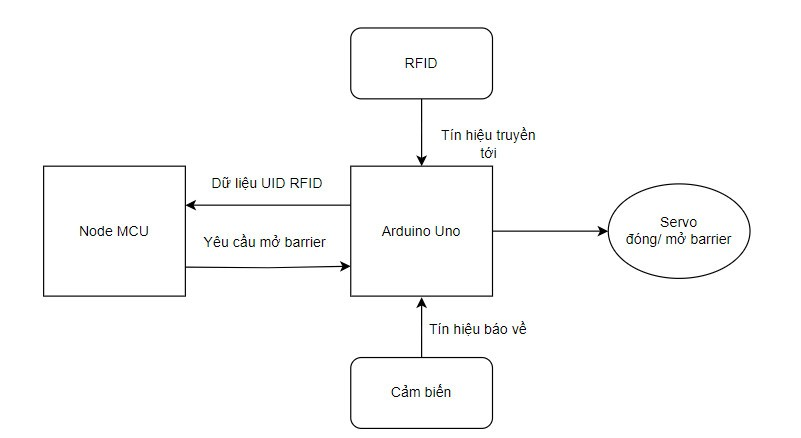 RFID
Tín hiệu truyền
tới
Dữ liệu UID RFID
Node MCU
Arduino Uno
Servo
đóng/ mở barrier
Yêu cầu mở barrier
Tín hiệu báo về
Cảm biến